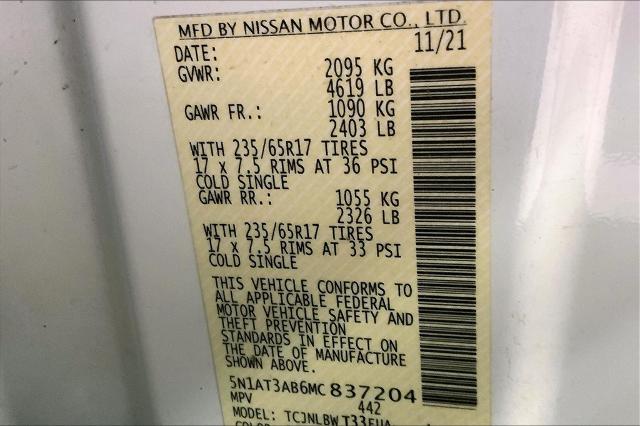 MFD BY NISSAN MOTOR CO., LTD.
DATE: 11/21
GVWR: 2095 KG
4619 LB
GAWR FR.: 1090 KG
2403 LB
WITH 235/65R17 TIRES
17 x 7.5 RIMS AT 36 PSI
COLD SINGLE
GAWR RR.: 1055 KG
2326 LB
WITH 235/65R17 TIRES
17 x 7.5 RIMS AT 33 PSI
COLD SINGLE
THIS VEHICLE CONFORMS TO
ALL APPLICABLE FEDERAL
MOTOR VEHICLE SAFETY AND
THEFT PREVENTION
STANDARDS IN EFFECT ON
THE DATE OF MANUFACTURE
SHOWN ABOVE.
5N1AT3AB6MC 837204
MPV 442
MODEL: TCJNLBW T33EUA